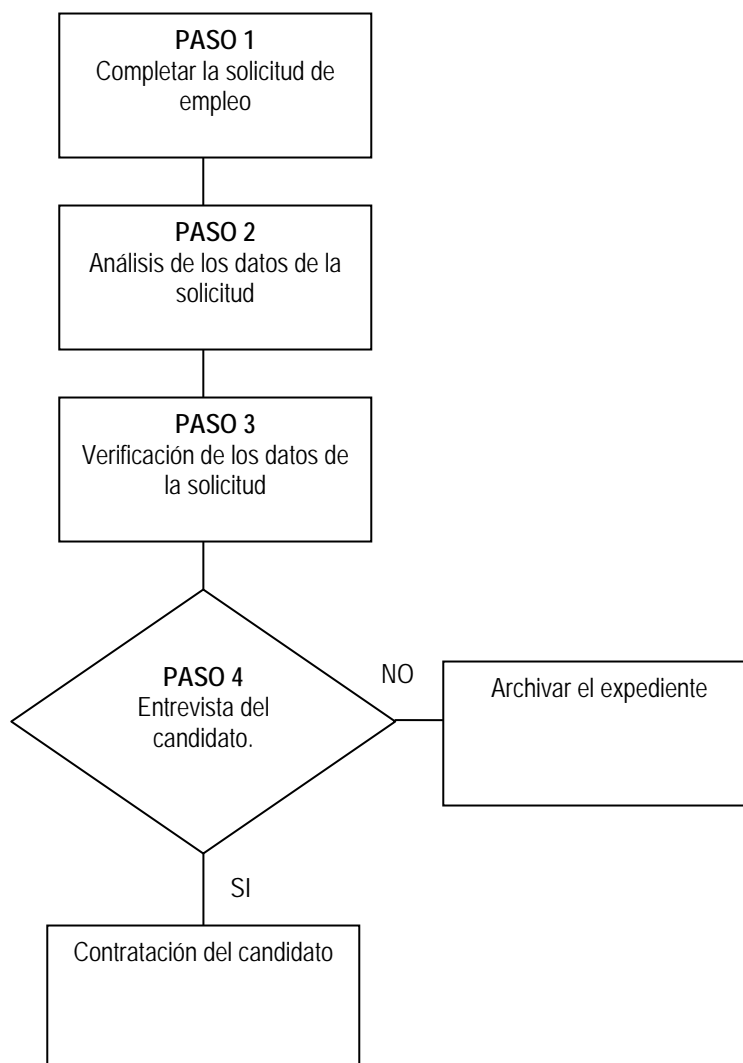 PASO 1
Completar la solicitud de
empleo
PASO 2
Análisis de los datos de la
solicitud
PASO 3
Verificación de los datos de
la solicitud
PASO 4
Entrevista del
candidato.
NO
Archivar el expediente
SI
Contratación del candidato